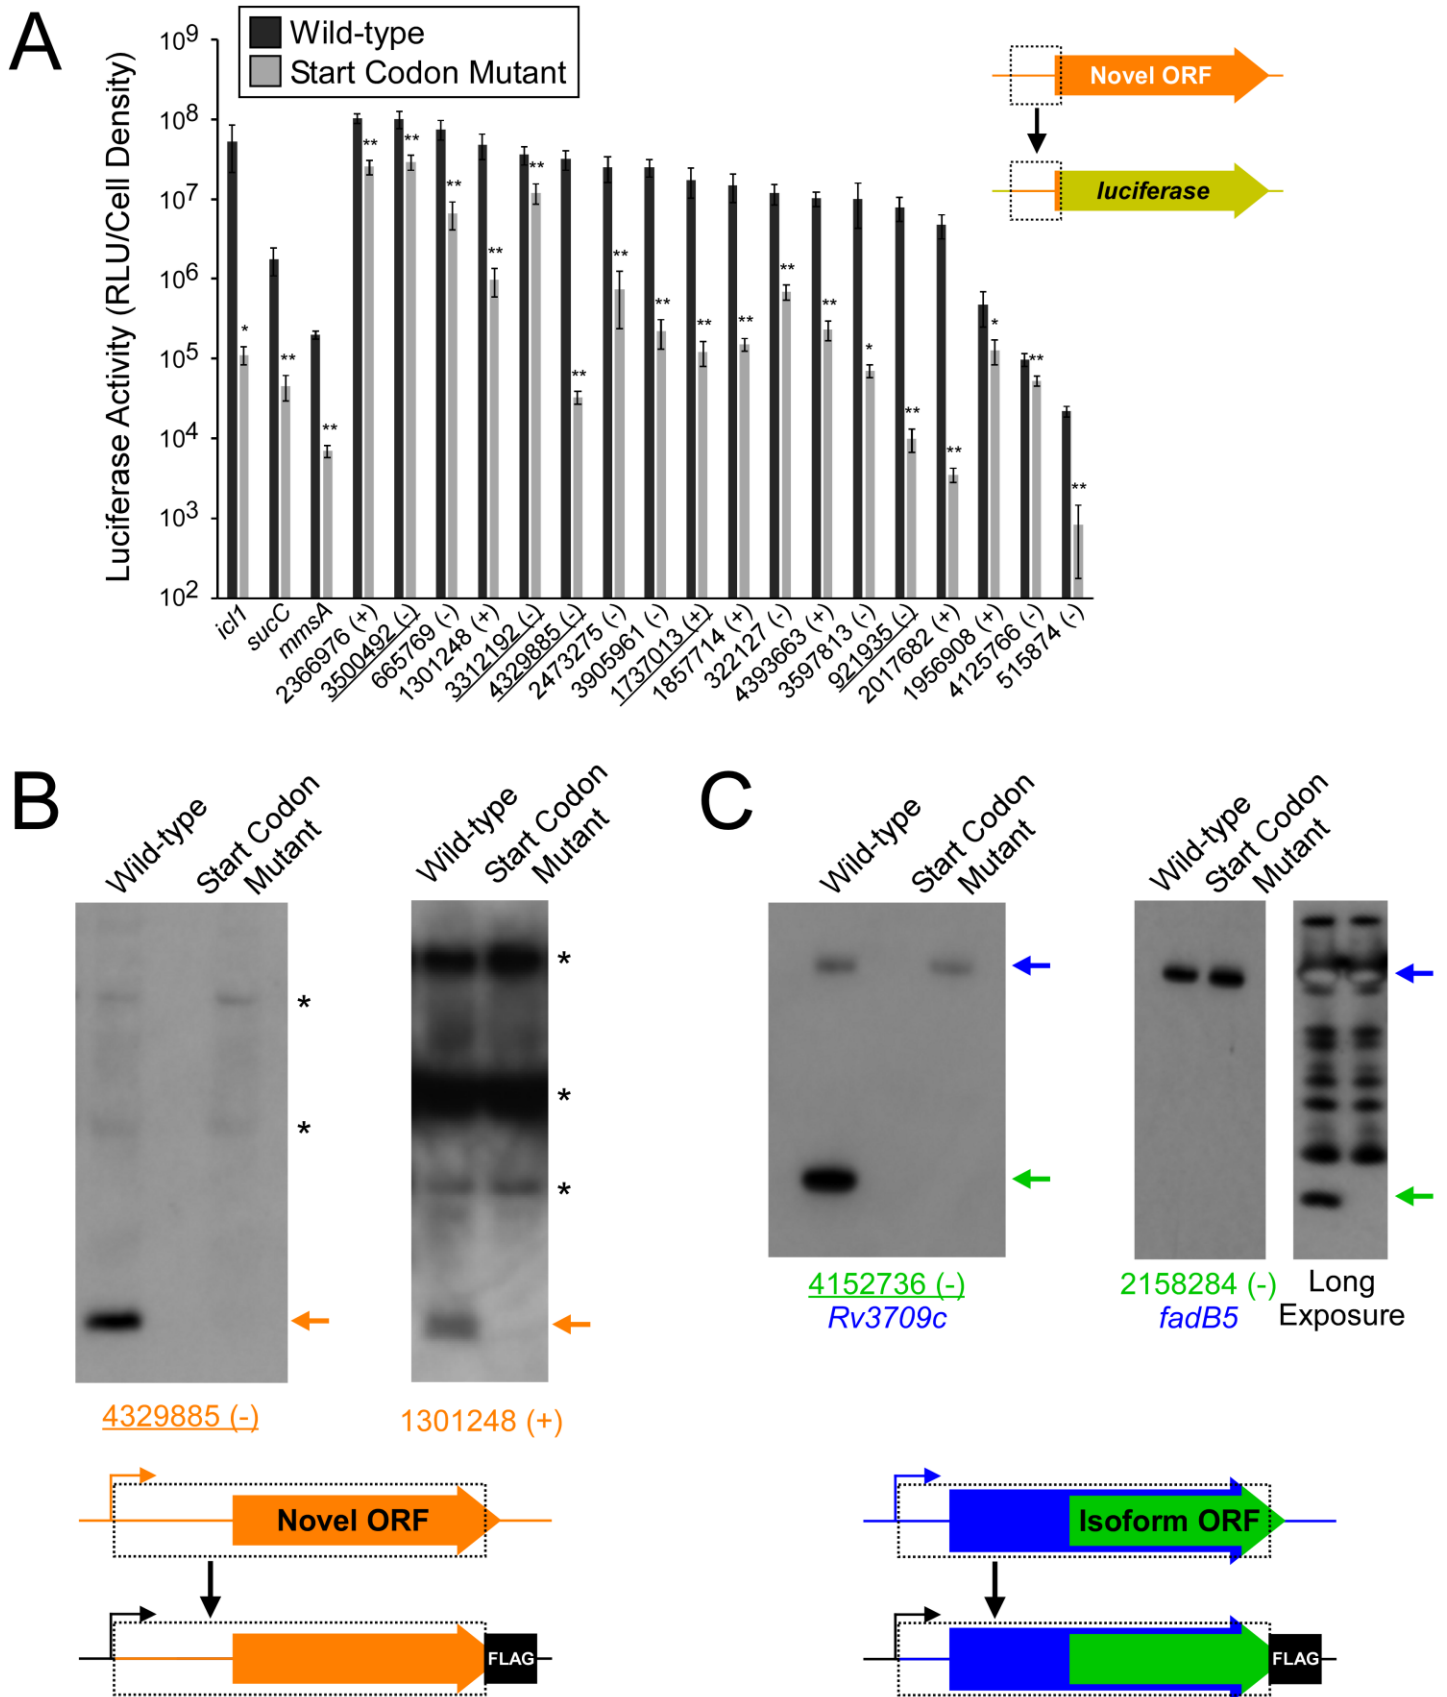 A
Luciferase Activity (RLU/Cell Density)
10⁹
10⁸
10⁷
10⁶
10⁵
10⁴
10³
10²
Wild-type
Start Codon Mutant
*
**
**
**
**
**
**
**
**
**
**
**
**
**
**
*
**
**
*
**
**
icl1
sucC
mmsA
2366976 (+)
3500492 (-)
665769 (-)
1301248 (+)
3312192 (-)
4329885 (-)
2473275 (-)
3905961 (-)
1737013 (+)
1857714 (+)
322127 (-)
4393663 (+)
3597813 (-)
921935 (-)
2017682 (+)
1956908 (+)
4125766 (-)
515874 (-)
Novel ORF
luciferase
B
Wild-type
Start Codon
Mutant
*
*
4329885 (-)
Wild-type
Start Codon
Mutant
*
*
*
1301248 (+)
Novel ORF
FLAG
C
Wild-type
Start Codon
Mutant
4152736 (-)
Rv3709c
Wild-type
Start Codon
Mutant
2158284 (-)
fadB5
Long
Exposure
Isoform ORF
FLAG